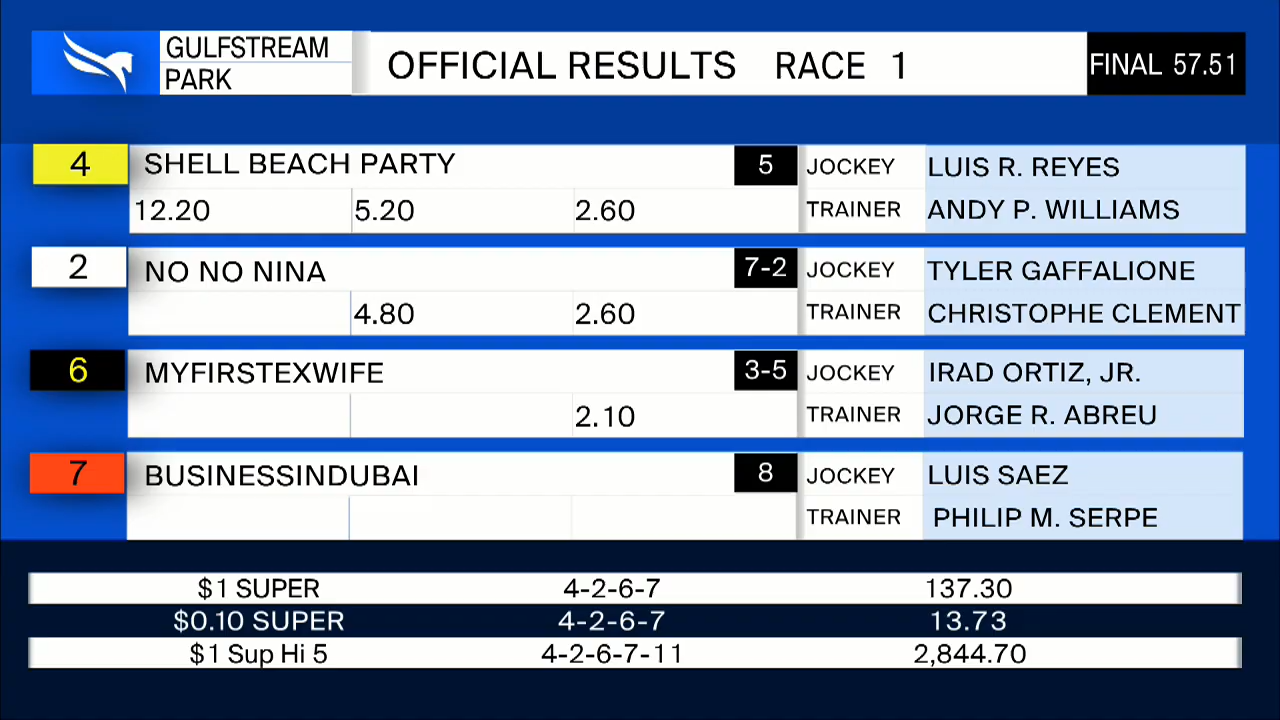 GULFSTREAM
PARK
OFFICIAL RESULTS RACE 1
FINAL 57.51
4 SHELL BEACH PARTY 5 JOCKEY LUIS R. REYES
12.20 5.20 2.60 TRAINER ANDY P. WILLIAMS
2 NO NO NINA 7-2 JOCKEY TYLER GAFFALIONE
4.80 2.60 TRAINER CHRISTOPHE CLEMENT
6 MYFIRSTEXWIFE 3-5 JOCKEY IRAD ORTIZ, JR.
2.10 TRAINER JORGE R. ABREU
7 BUSINESSINDUBAI 8 JOCKEY LUIS SAEZ
TRAINER PHILIP M. SERPE
$1 SUPER 4-2-6-7 137.30
$0.10 SUPER 4-2-6-7 13.73
$1 Sup Hi 5 4-2-6-7-11 2,844.70